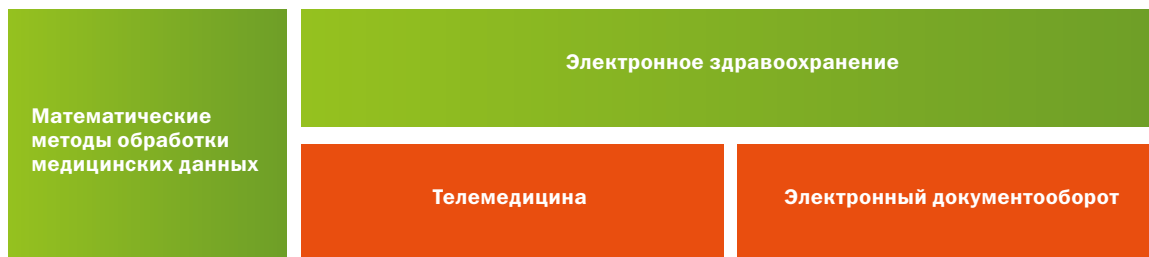 Математические
методы обработки
медицинских данных
Электронное здравоохранение
Телемедицина
Электронный документооборот